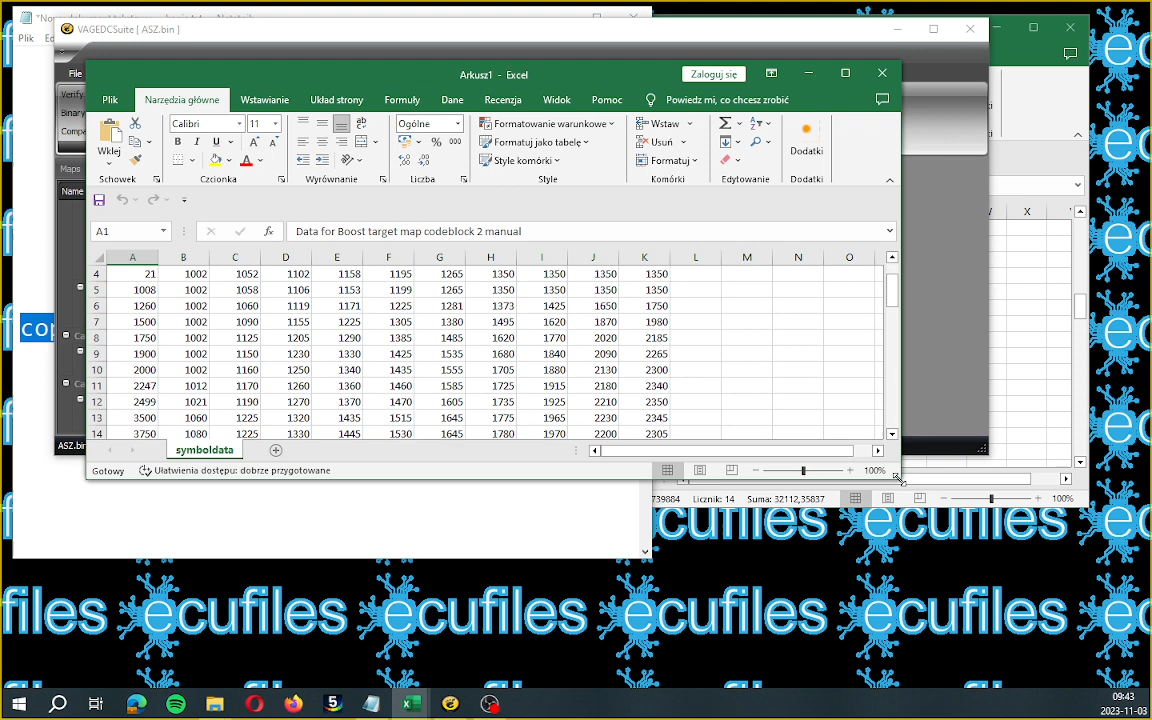 VAGEDCSuite [ ASZ.bin ]
Plik
File
Arkusz1 - Excel
Zaloguj się
Plik Narzędzia główne Wstawianie Układ strony Formuły Dane Recenzja Widok Pomoc Powiedz mi, co chcesz zrobić
Wklej
Calibri 11
Ogólne
Formatowanie warunkowe
Formatuj jako tabelę
Style komórki
Wstaw
Usuń
Formatuj
Dodatki
Schowek Czcionka Wyrównanie Liczba Style Komórki Edytowanie Dodatki
Maps
Name
A1 fx Data for Boost target map codeblock 2 manual
A B C D E F G H I J K L M N O
4 21 1002 1052 1102 1158 1195 1265 1350 1350 1350 1350
5 1008 1002 1058 1106 1153 1199 1265 1350 1350 1350 1350
6 1260 1002 1060 1119 1171 1225 1281 1373 1425 1650 1750
7 1500 1002 1090 1155 1225 1305 1380 1495 1620 1870 1980
8 1750 1002 1125 1205 1290 1385 1485 1620 1770 2020 2185
9 1900 1002 1150 1230 1330 1425 1535 1680 1840 2090 2265
10 2000 1002 1160 1250 1340 1435 1555 1705 1880 2130 2300
11 2247 1012 1170 1260 1360 1460 1585 1725 1915 2180 2340
12 2499 1021 1190 1270 1370 1470 1605 1735 1925 2210 2350
13 3500 1060 1225 1320 1435 1515 1645 1775 1965 2230 2345
14 3750 1080 1225 1330 1445 1530 1645 1780 1970 2200 2305
symboldata
Gotowy Ułatwienia dostępu: dobrze przygotowane 100%
X
739884 Licznik: 14 Suma: 32112,35837 100%
cop
ASZ.bin
ecufiles
files ecufiles ecufiles ecufiles
09:43
2023-11-03